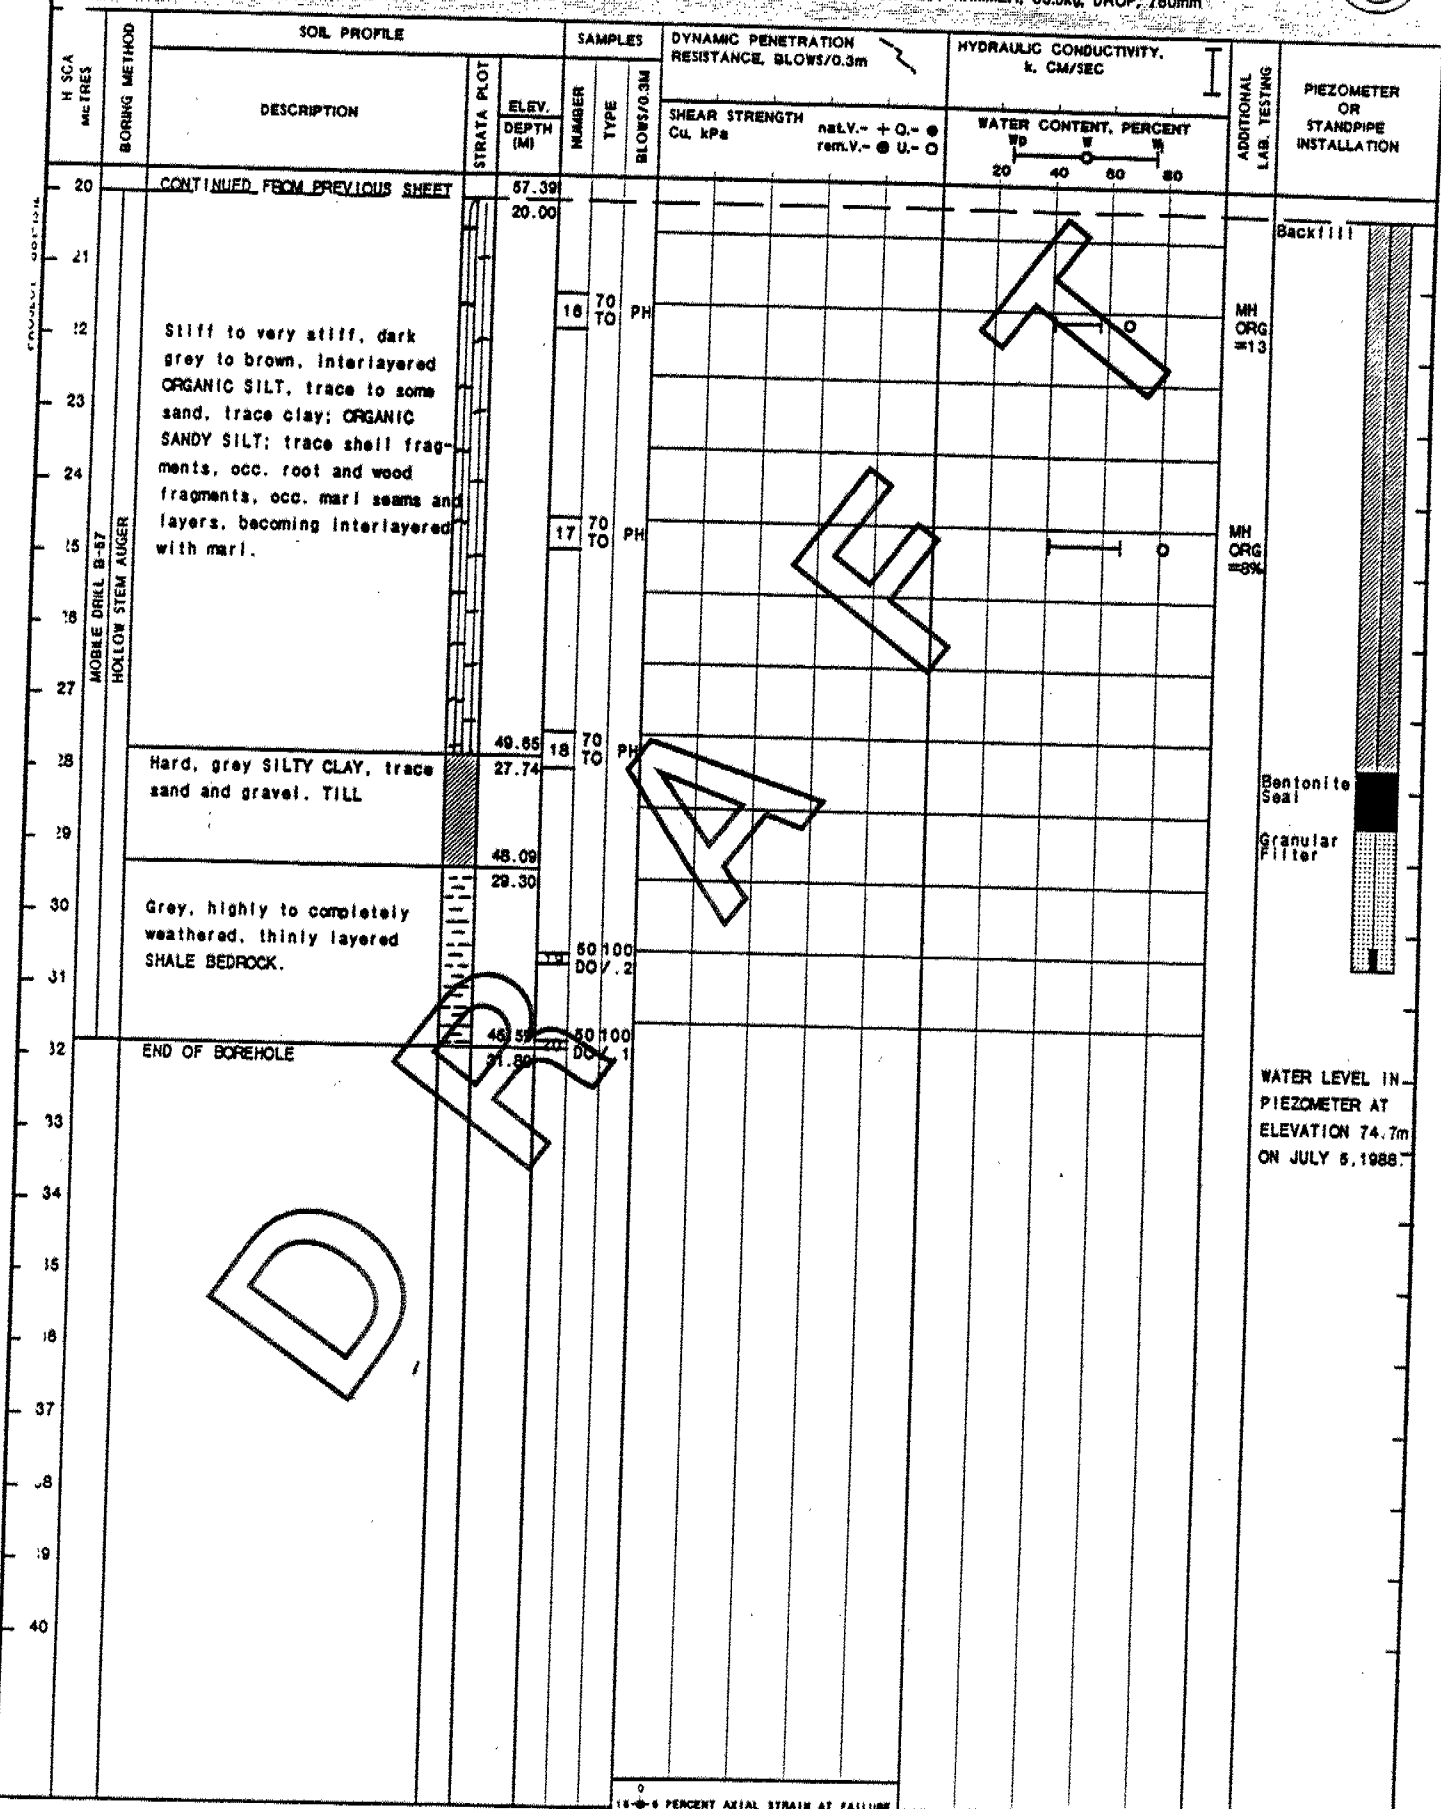 DROP, 760mm
SOIL PROFILE
SAMPLES
DYNAMIC PENETRATION
RESISTANCE, BLOWS/0.3m
HYDRAULIC CONDUCTIVITY,
k, CM/SEC
METRES
BORING METHOD
DESCRIPTION
STRATA PLOT
ELEV.
DEPTH
(M)
NUMBER
TYPE
BLOWS/0.3M
SHEAR STRENGTH
Cu, kPa
nat.V.- + Q.- ●
rem.V.- ⊕ U.- O
WATER CONTENT, PERCENT
Wp W Wl
20 40 60 80
ADDITIONAL
LAB. TESTING
PIEZOMETER
OR
STANDPIPE
INSTALLATION
20
CONTINUED FROM PREVIOUS SHEET
57.39
20.00
Backfill
21
16
70
TO
PH
MH
ORG
=13
Stiff to very stiff, dark
grey to brown, interlayered
ORGANIC SILT, trace to some
sand, trace clay; ORGANIC
SANDY SILT; trace shell frag-
ments, occ. root and wood
fragments, occ. marl seams and
layers, becoming interlayered
with marl.
23
24
17
70
TO
PH
MH
ORG
=8%
MOBILE DRILL B-57
HOLLOW STEM AUGER
27
28
49.65
27.74
18
70
TO
PH
Hard, grey SILTY CLAY, trace
sand and gravel. TILL
Bentonite
Seal
Granular
Filter
48.09
29.30
30
Grey, highly to completely
weathered, thinly layered
SHALE BEDROCK.
31
19
50
DO
100
/.2
32
END OF BOREHOLE
20
50
DO
100
WATER LEVEL IN
PIEZOMETER AT
ELEVATION 74.7m
ON JULY 5,1988.
33
34
37
40
DRAFT
PERCENT AXIAL STRAIN AT FAILURE